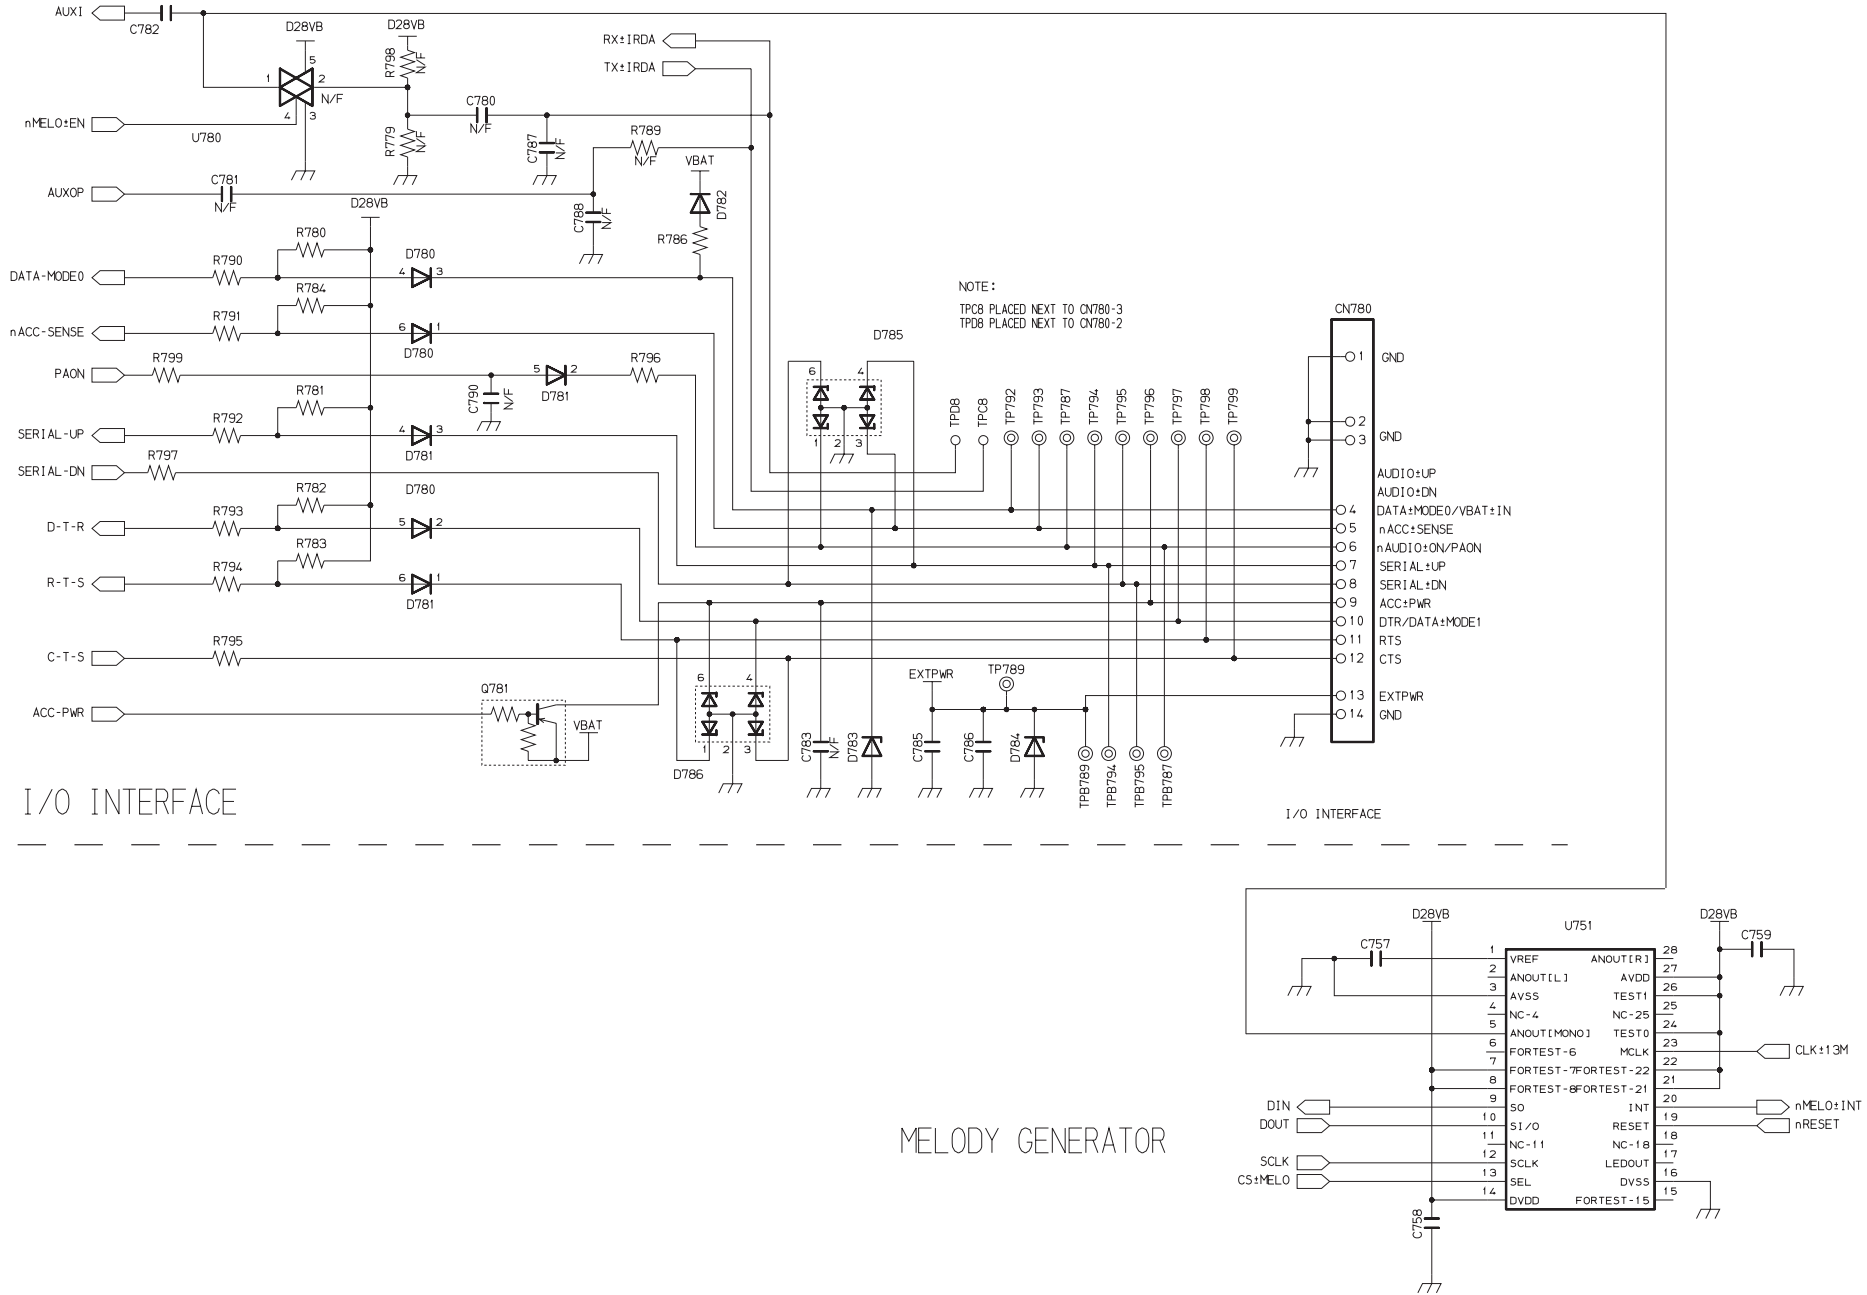 AUXI
C782
D28VB
D28VB
RX±IRDA
TX±IRDA
R798
N/F
5
1
2
N/F
4
3
nMELO±EN
U780
R779
N/F
C780
N/F
C787
N/F
R789
N/F
VBAT
AUXOP
C781
N/F
C788
N/F
D782
R786
D28VB
R780
D780
DATA-MODE0
R790
4
3
R784
nACC-SENSE
R791
6
1
D780
PAON
R799
C790
N/F
5
2
D781
R796
R781
SERIAL-UP
R792
4
3
D781
SERIAL-DN
R797
R782
D780
D-T-R
R793
5
2
R783
R-T-S
R794
6
1
D781
C-T-S
R795
ACC-PWR
Q781
VBAT
NOTE:
TPC8 PLACED NEXT TO CN780-3
TPD8 PLACED NEXT TO CN780-2
D785
6
4
1
2
3
TPD8
TPC8
TP792
TP793
TP787
TP794
TP795
TP796
TP797
TP798
TP799
CN780
1 GND
2
3 GND
AUDIO±UP
AUDIO±DN
4 DATA±MODE0/VBAT±IN
5 nACC±SENSE
6 nAUDIO±ON/PAON
7 SERIAL±UP
8 SERIAL±DN
9 ACC±PWR
10 DTR/DATA±MODE1
11 RTS
12 CTS
13 EXTPWR
14 GND
6
4
1
2
3
D786
C783
N/F
D783
EXTPWR
C785
C786
TP789
D784
TPB789
TPB794
TPB795
TPB787
I/O INTERFACE
I/O INTERFACE
D28VB
U751
D28VB
C757
C759
1 VREF ANOUT[R] 28
2 ANOUT[L] AVDD 27
3 AVSS TEST1 26
4 NC-4 NC-25 25
5 ANOUT[MONO] TEST0 24
6 FORTEST-6 MCLK 23 CLK±13M
7 FORTEST-7 FORTEST-22 22
8 FORTEST-8 FORTEST-21 21
DIN 9 SO INT 20 nMELO±INT
DOUT 10 SI/O RESET 19 nRESET
11 NC-11 NC-18 18
SCLK 12 SCLK LEDOUT 17
CS±MELO 13 SEL DVSS 16
14 DVDD FORTEST-15 15
C758
MELODY GENERATOR